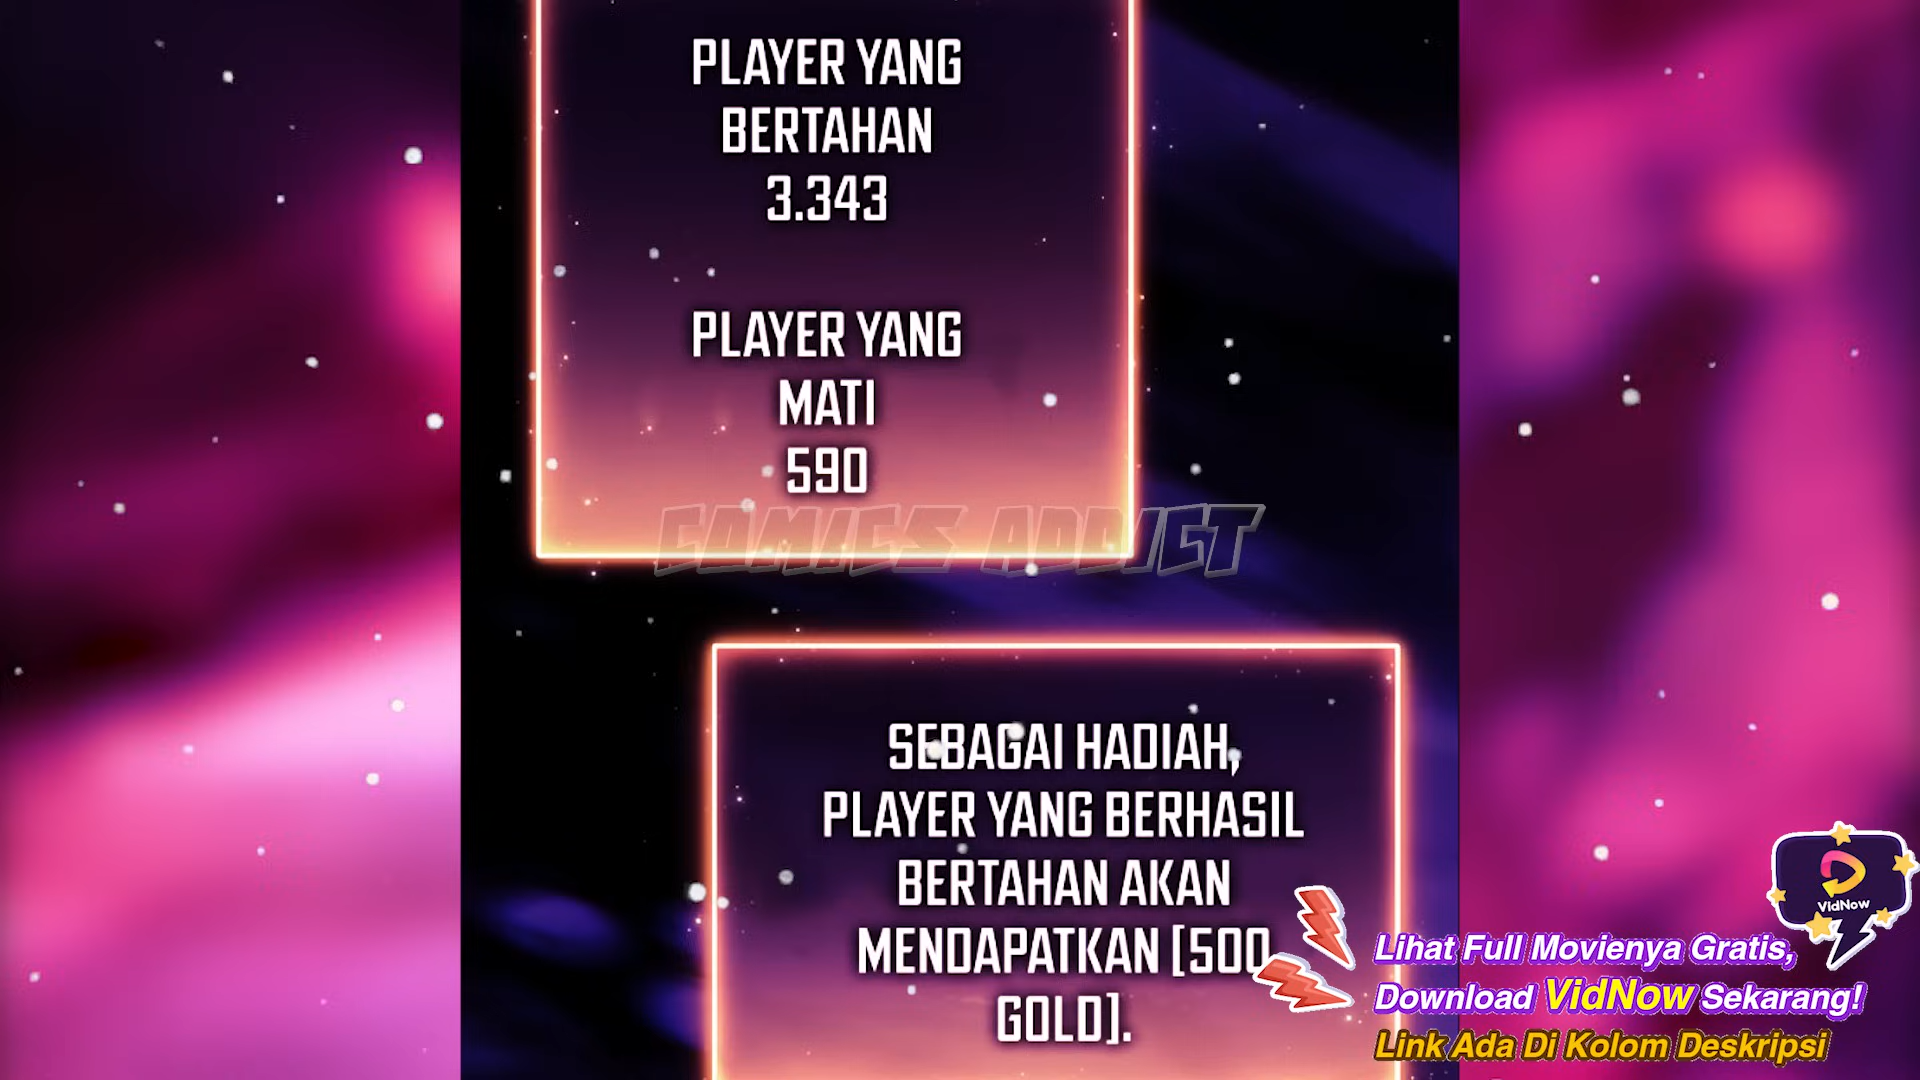 PLAYER YANG
BERTAHAN
3.343
PLAYER YANG
MATI
590
COMICS ADDICT
SEBAGAI HADIAH,
PLAYER YANG BERHASIL
BERTAHAN AKAN
MENDAPATKAN [500
GOLD].
VidNow
Lihat Full Movienya Gratis,
Download VidNow Sekarang!
Link Ada Di Kolom Deskripsi